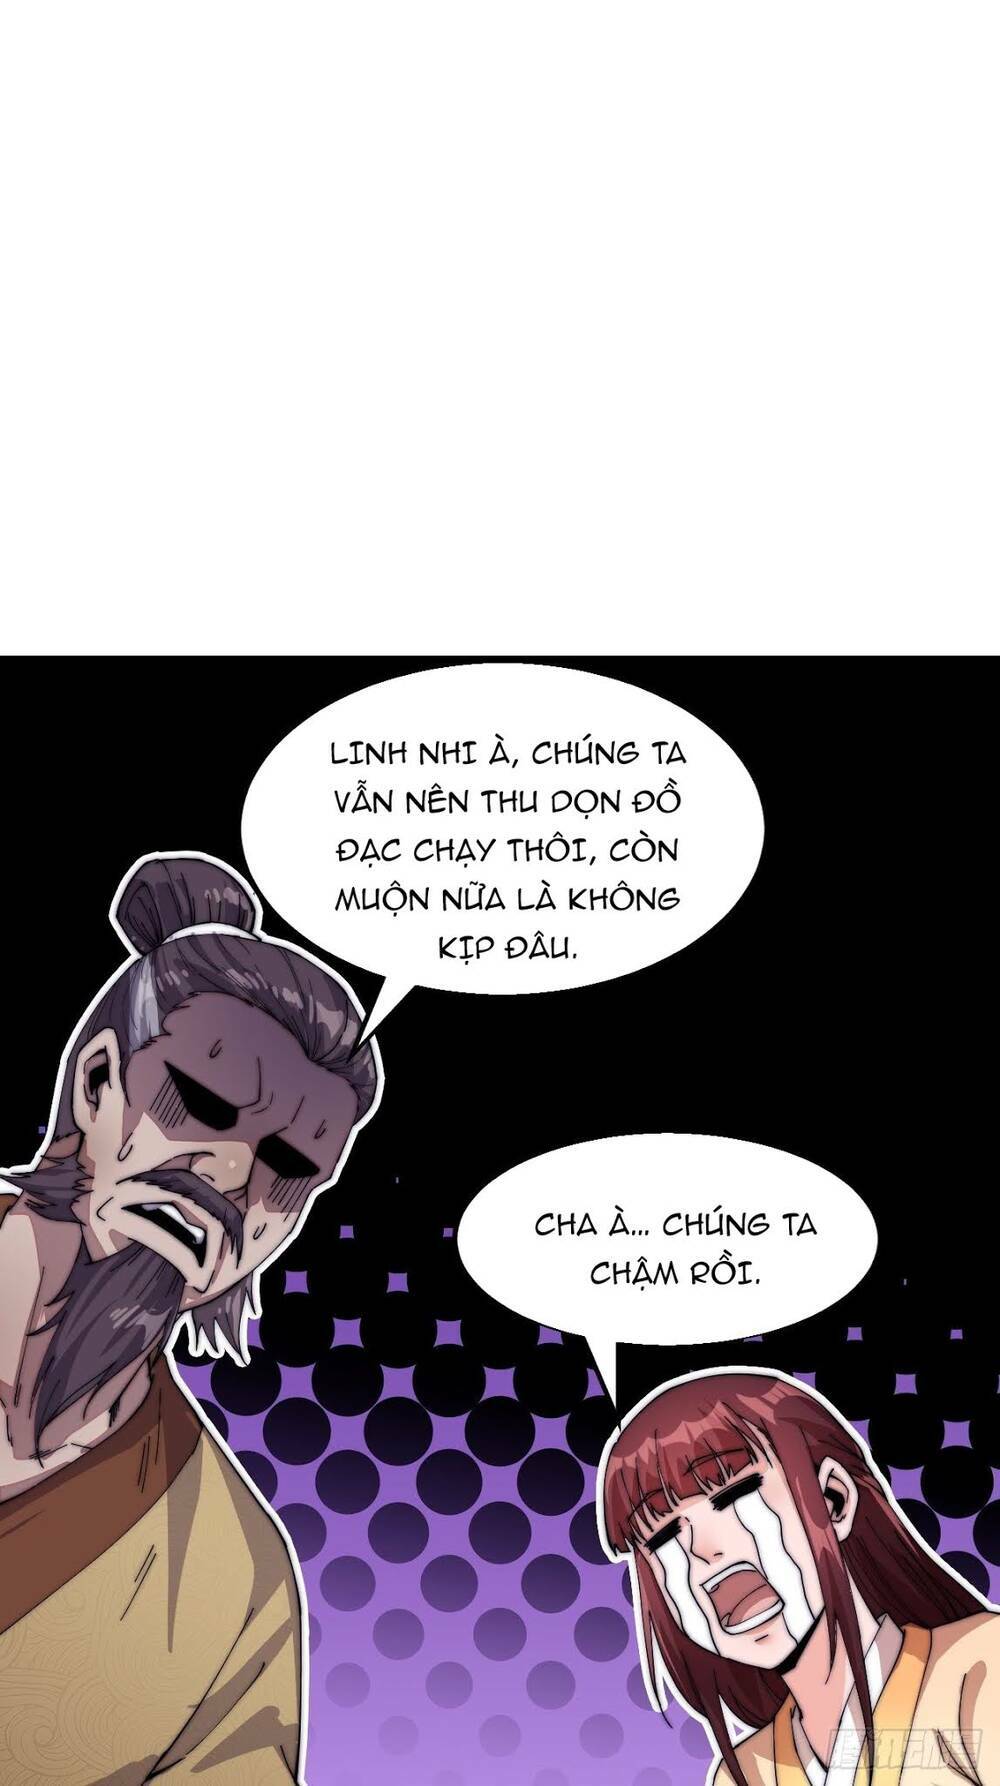 LINH NHI À, CHÚNG TA
VẪN NÊN THU DỌN ĐỒ
ĐẠC CHẠY THÔI, CÒN
MUỘN NỮA LÀ KHÔNG
KỊP ĐÂU.
CHA À... CHÚNG TA
CHẬM RỒI.